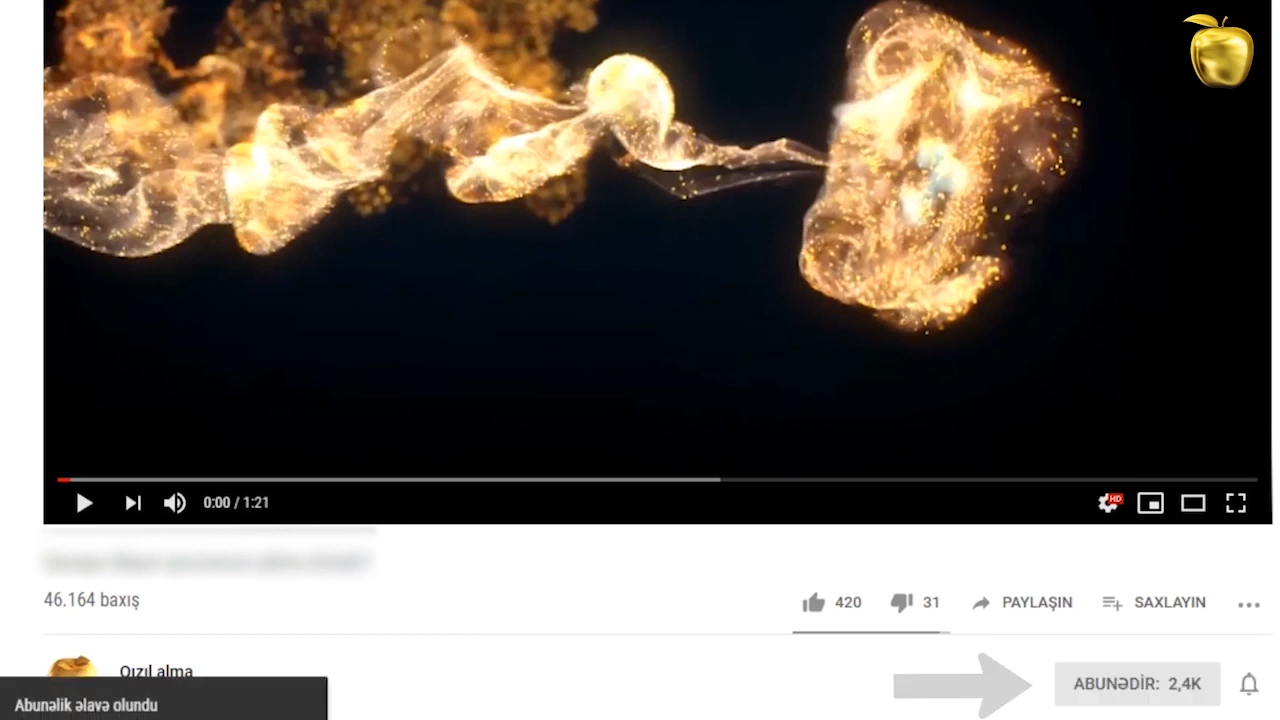 0:00 / 1:21
HD
46.164 baxış
420
31
PAYLAŞIN
SAXLAYIN
Qızıl alma
ABUNƏDİR: 2,4K
Abunəlik əlavə olundu